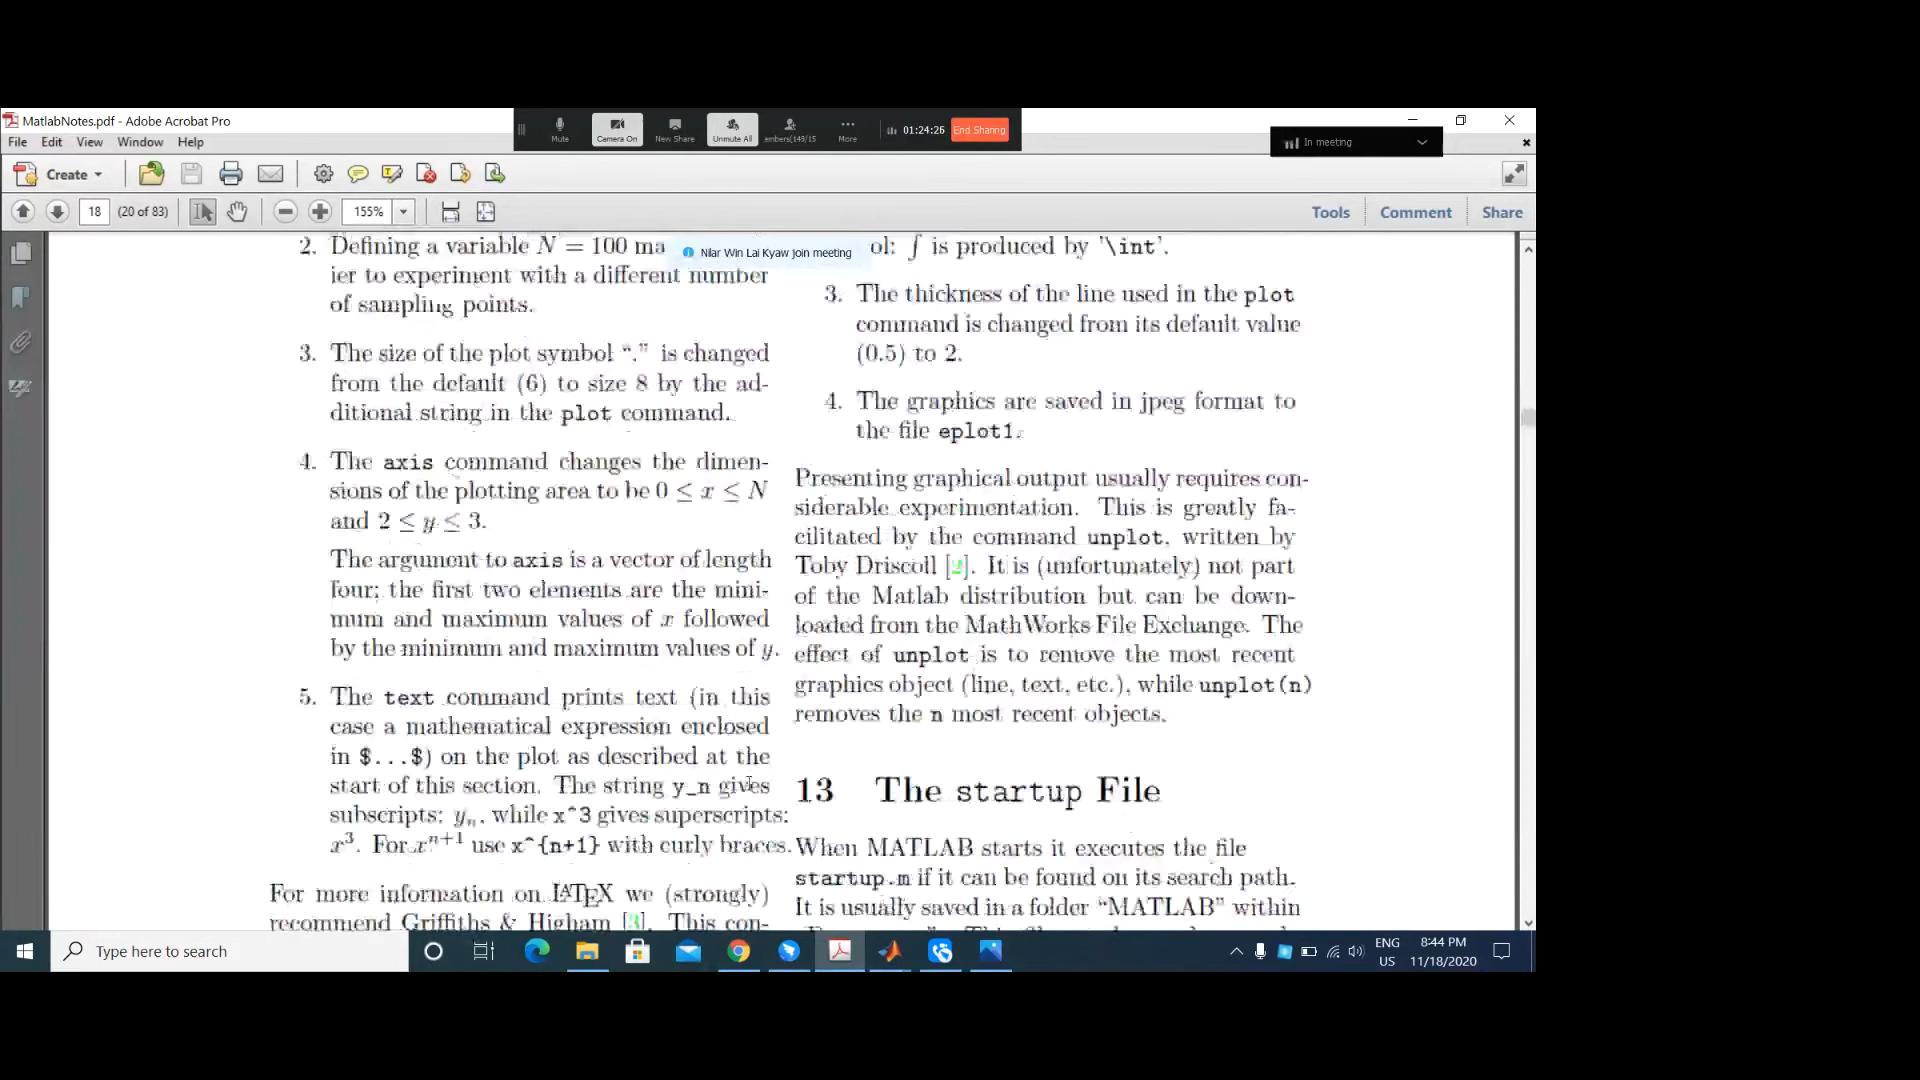 MatlabNotes.pdf - Adobe Acrobat Pro
Mute
Camera On
New Share
Unmute All
embers(149/15
More
01:24:26
End Sharing
In meeting
File Edit View Window Help
Create
18 (20 of 83) 155%
Tools Comment Share
Nilar Win Lai Kyaw join meeting
2. Defining a variable N = 100 ma
ier to experiment with a different number
of sampling points.
3. The size of the plot symbol “.” is changed
from the default (6) to size 8 by the ad-
ditional string in the plot command.
4. The axis command changes the dimen-
sions of the plotting area to be 0 ≤ x ≤ N
and 2 ≤ y ≤ 3.
The argument to axis is a vector of length
four; the first two elements are the mini-
mum and maximum values of x followed
by the minimum and maximum values of y.
5. The text command prints text (in this
case a mathematical expression enclosed
in $...$) on the plot as described at the
start of this section. The string y_n gives
subscripts: yₙ, while x^3 gives superscripts:
x³. For xⁿ⁺¹ use x^{n+1} with curly braces.
For more information on LATEX we (strongly)
recommend Griffiths & Higham [3]. This con-
ol: ∫ is produced by '\int'.
3. The thickness of the line used in the plot
command is changed from its default value
(0.5) to 2.
4. The graphics are saved in jpeg format to
the file eplot1.
Presenting graphical output usually requires con-
siderable experimentation. This is greatly fa-
cilitated by the command unplot, written by
Toby Driscoll [2]. It is (unfortunately) not part
of the Matlab distribution but can be down-
loaded from the MathWorks File Exchange. The
effect of unplot is to remove the most recent
graphics object (line, text, etc.), while unplot(n)
removes the n most recent objects.
13 The startup File
When MATLAB starts it executes the file
startup.m if it can be found on its search path.
It is usually saved in a folder “MATLAB” within
Type here to search
ENG
US
8:44 PM
11/18/2020